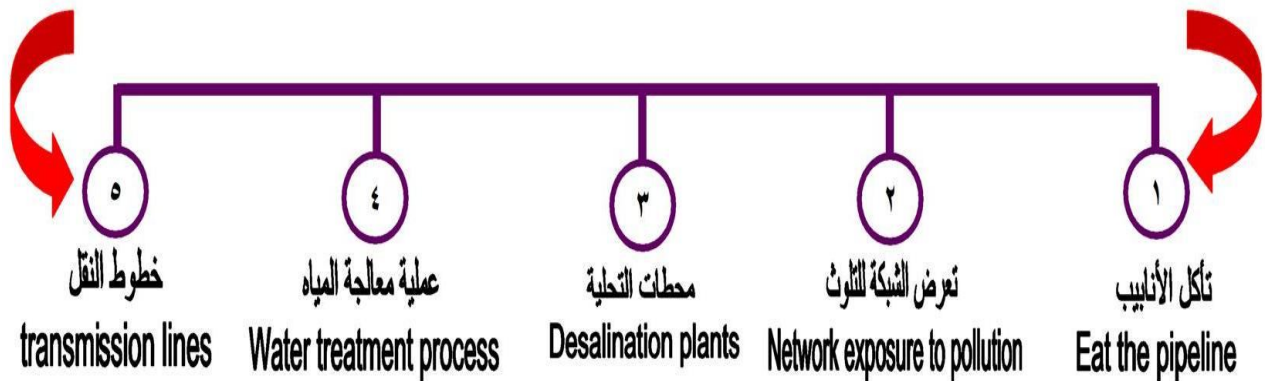 ١
تأكل الأنابيب
Eat the pipeline
٢
تعرض الشبكة للتلوث
Network exposure to pollution
٣
محطات التحلية
Desalination plants
٤
عملية معالجة المياه
Water treatment process
٥
خطوط النقل
transmission lines